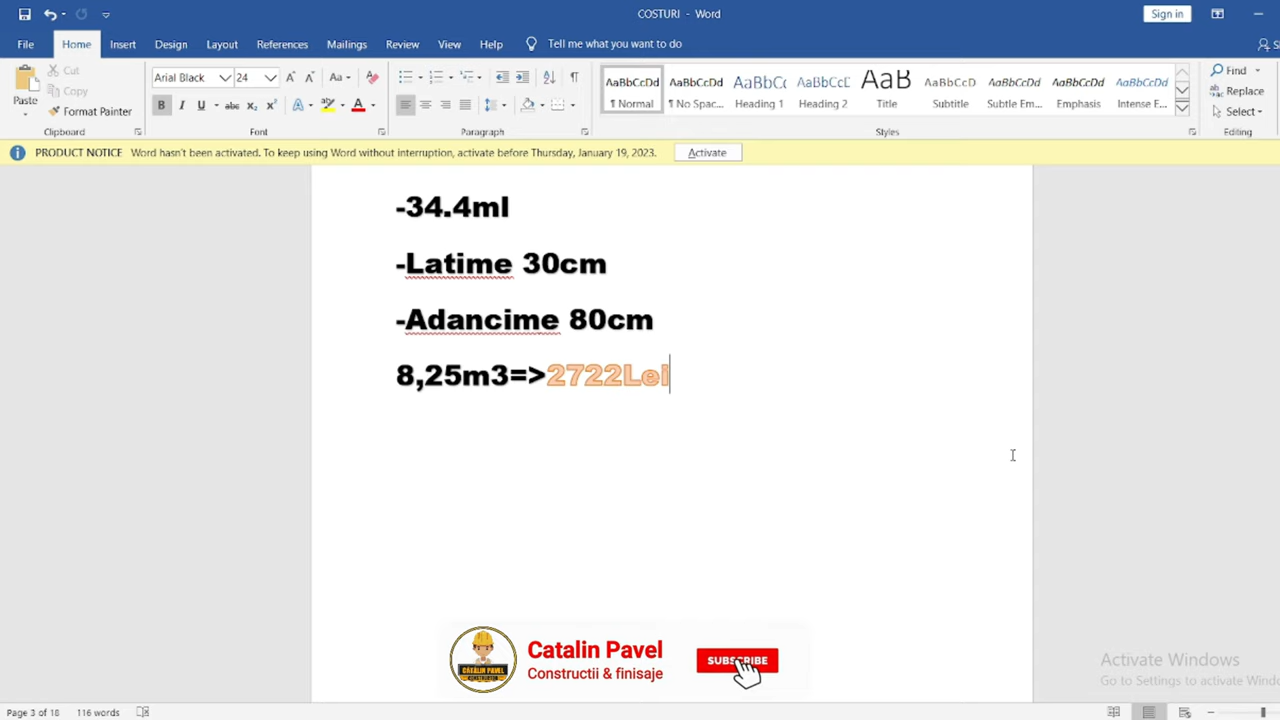 COSTURI - Word
Sign in
File Home Insert Design Layout References Mailings Review View Help Tell me what you want to do
Paste
Cut
Copy
Format Painter
Clipboard
Arial Black 24
Font
Paragraph
AaBbCcDd AaBbCcDd AaBbCc AaBbCcC AaB AaBbCcD AaBbCcDd AaBbCcDd AaBbCcDd
¶ Normal ¶ No Spac... Heading 1 Heading 2 Title Subtitle Subtle Em... Emphasis Intense E...
Styles
Find
Replace
Select
Editing
PRODUCT NOTICE Word hasn't been activated. To keep using Word without interruption, activate before Thursday, January 19, 2023. Activate
-34.4ml
-Latime 30cm
-Adancime 80cm
8,25m3=>2722Lei
CATALIN PAVEL
CONSTRUCTOR
Catalin Pavel
Constructii & finisaje
SUBSCRIBE
Activate Windows
Go to Settings to activate Windo
Page 3 of 18 116 words